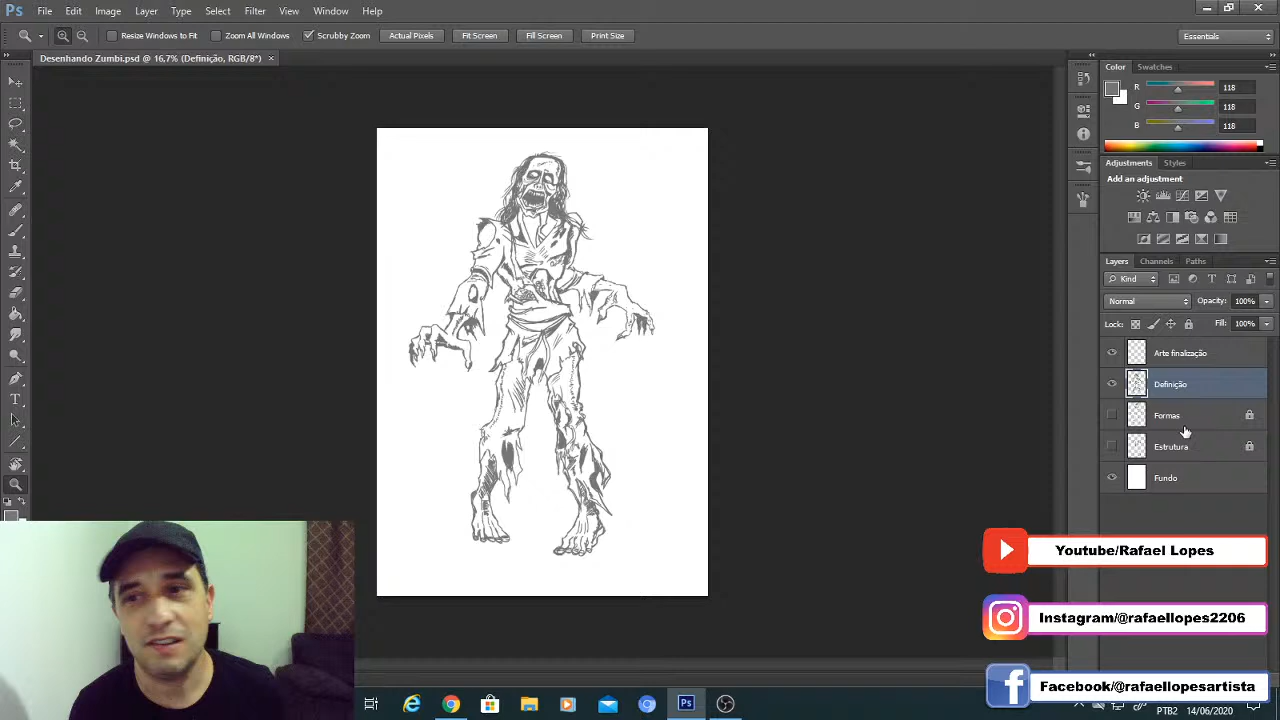 Ps File Edit Image Layer Type Select Filter View Window Help
Resize Windows to Fit Zoom All Windows Scrubby Zoom Actual Pixels Fit Screen Fill Screen Print Size Essentials
Desenhando Zumbi.psd @ 16,7% (Definição, RGB/8*) ×
Color Swatches
R 118
G 118
B 118
Adjustments Styles
Add an adjustment
Layers Channels Paths
Kind
Normal Opacity: 100%
Lock: Fill: 100%
Arte finalização
Definição
Formas
Estrutura
Fundo
Youtube/Rafael Lopes
Instagram/@rafaellopes2206
Facebook/@rafaellopesartista
Ps
PTB2 14/06/2020